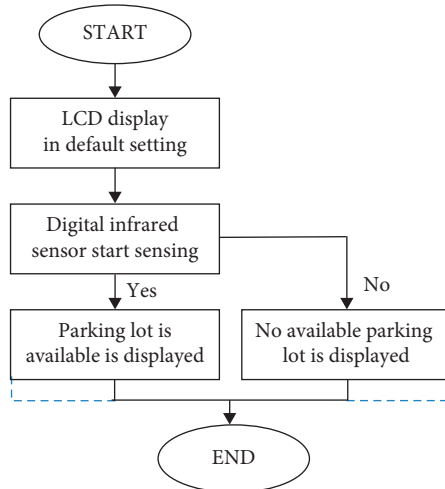 START
LCD display
in default setting
Digital infrared
sensor start sensing
Yes
No
Parking lot is
available is displayed
No available parking
lot is displayed
END